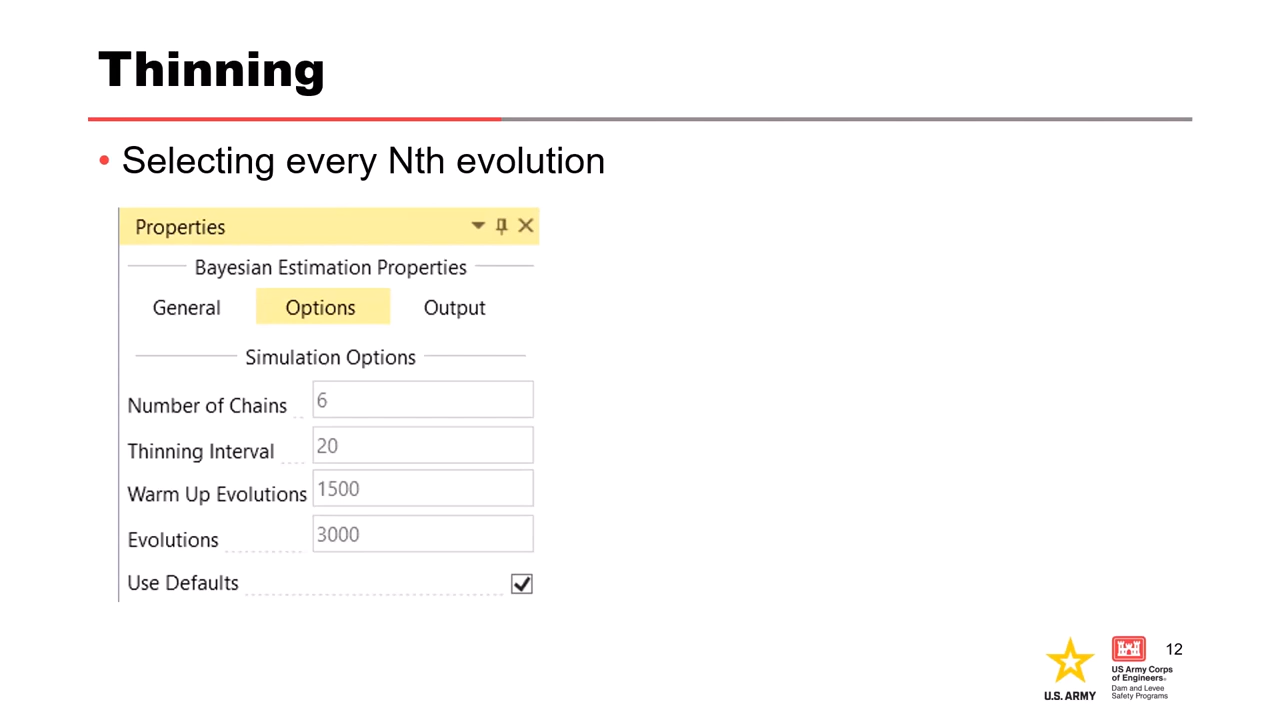 Thinning
• Selecting every Nth evolution
Properties
Bayesian Estimation Properties
General Options Output
Simulation Options
Number of Chains 6
Thinning Interval 20
Warm Up Evolutions 1500
Evolutions 3000
Use Defaults
U.S. ARMY
US Army Corps
of Engineers®
Dam and Levee
Safety Programs
12